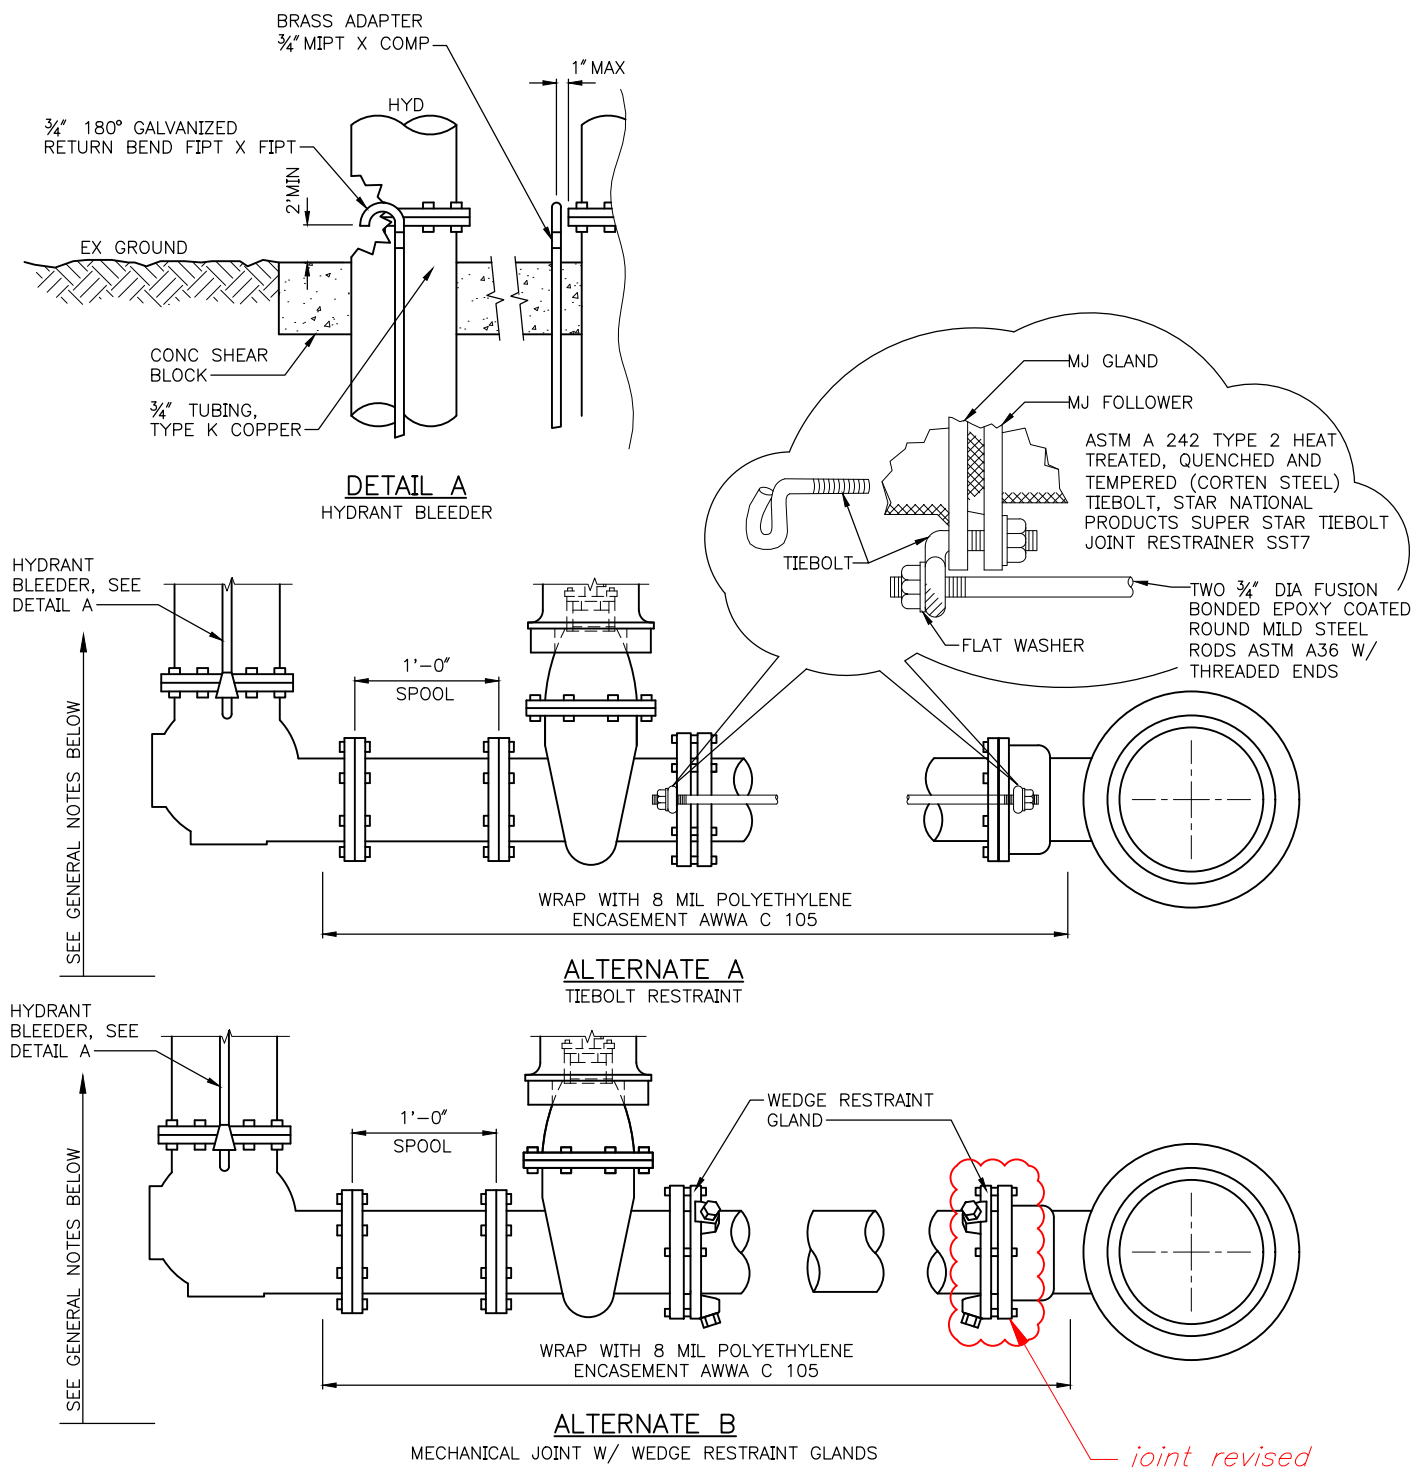 BRASS ADAPTER
¾" MIPT X COMP
1" MAX
HYD
¾" 180° GALVANIZED
RETURN BEND FIPT X FIPT
2'MIN
EX GROUND
CONC SHEAR
BLOCK
¾" TUBING,
TYPE K COPPER
DETAIL A
HYDRANT BLEEDER
MJ GLAND
MJ FOLLOWER
ASTM A 242 TYPE 2 HEAT
TREATED, QUENCHED AND
TEMPERED (CORTEN STEEL)
TIEBOLT, STAR NATIONAL
PRODUCTS SUPER STAR TIEBOLT
JOINT RESTRAINER SST7
TIEBOLT
TWO ¾" DIA FUSION
BONDED EPOXY COATED
ROUND MILD STEEL
RODS ASTM A36 W/
THREADED ENDS
FLAT WASHER
HYDRANT
BLEEDER, SEE
DETAIL A
1'-0"
SPOOL
SEE GENERAL NOTES BELOW
WRAP WITH 8 MIL POLYETHYLENE
ENCASEMENT AWWA C 105
ALTERNATE A
TIEBOLT RESTRAINT
HYDRANT
BLEEDER, SEE
DETAIL A
1'-0"
SPOOL
WEDGE RESTRAINT
GLAND
SEE GENERAL NOTES BELOW
WRAP WITH 8 MIL POLYETHYLENE
ENCASEMENT AWWA C 105
ALTERNATE B
MECHANICAL JOINT W/ WEDGE RESTRAINT GLANDS
joint revised